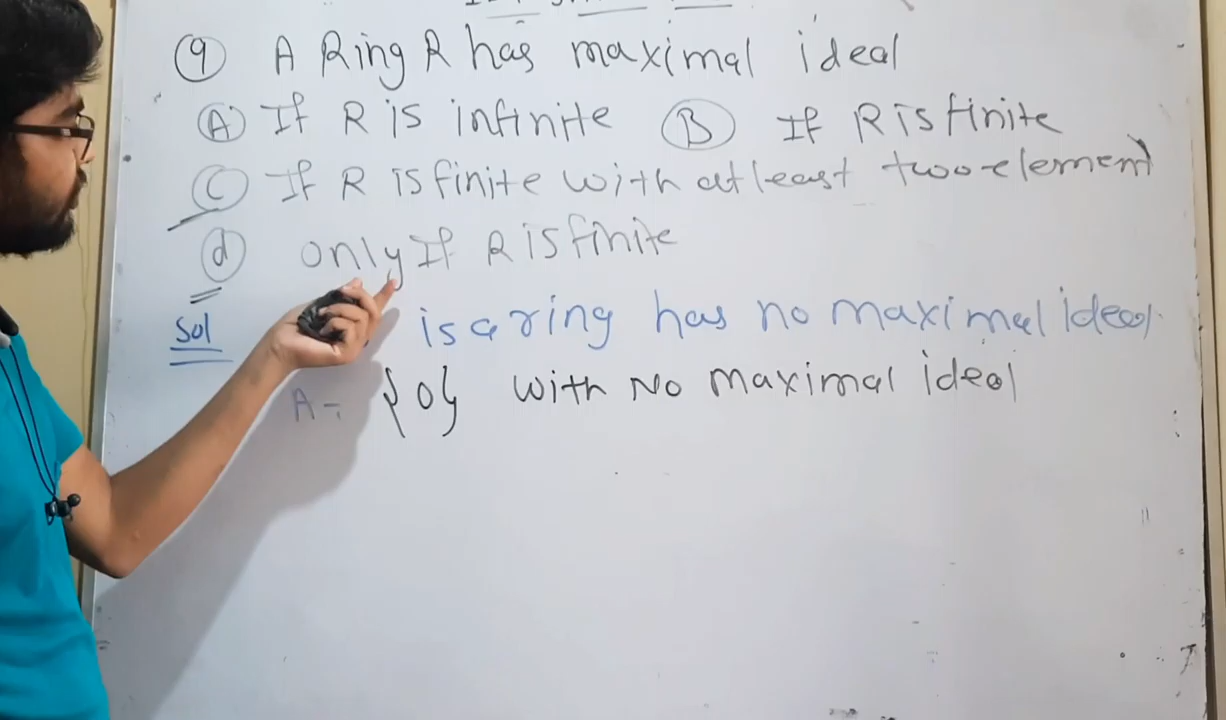 9 A Ring R has maximal ideal
A If R is infinite B If R is finite
C If R is finite with atleast two element
d only If R is finite
Sol is a ring has no maximal ideal.
A = {0} with No maximal ideal